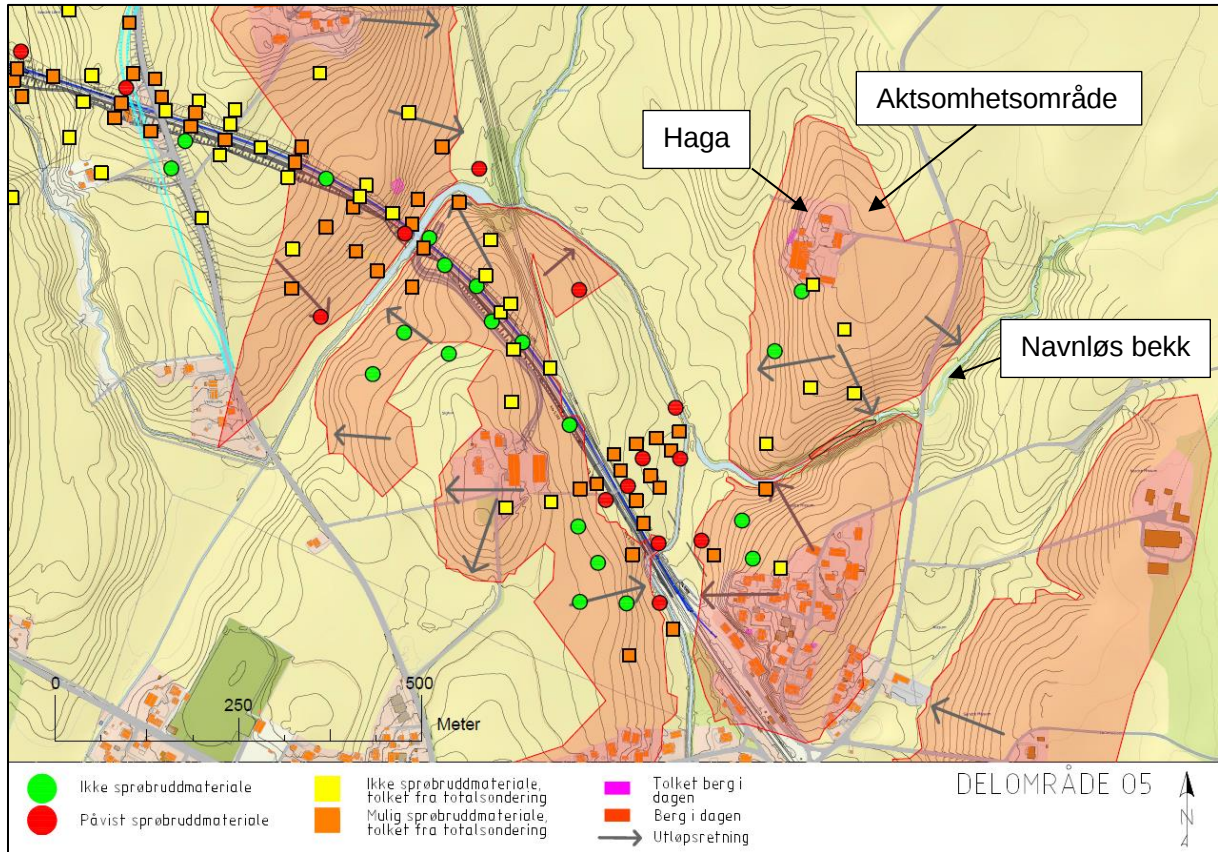 Aktsomhetsområde
Haga
Navnløs bekk
0
250
500
Meter
DELOMRÅDE 05
Ikke sprøbruddmateriale
Påvist sprøbruddmateriale
Ikke sprøbruddmateriale,
tolket fra totalsondering
Mulig sprøbruddmateriale,
tolket fra totalsondering
Tolket berg i
dagen
Berg i dagen
Utløpsretning
N